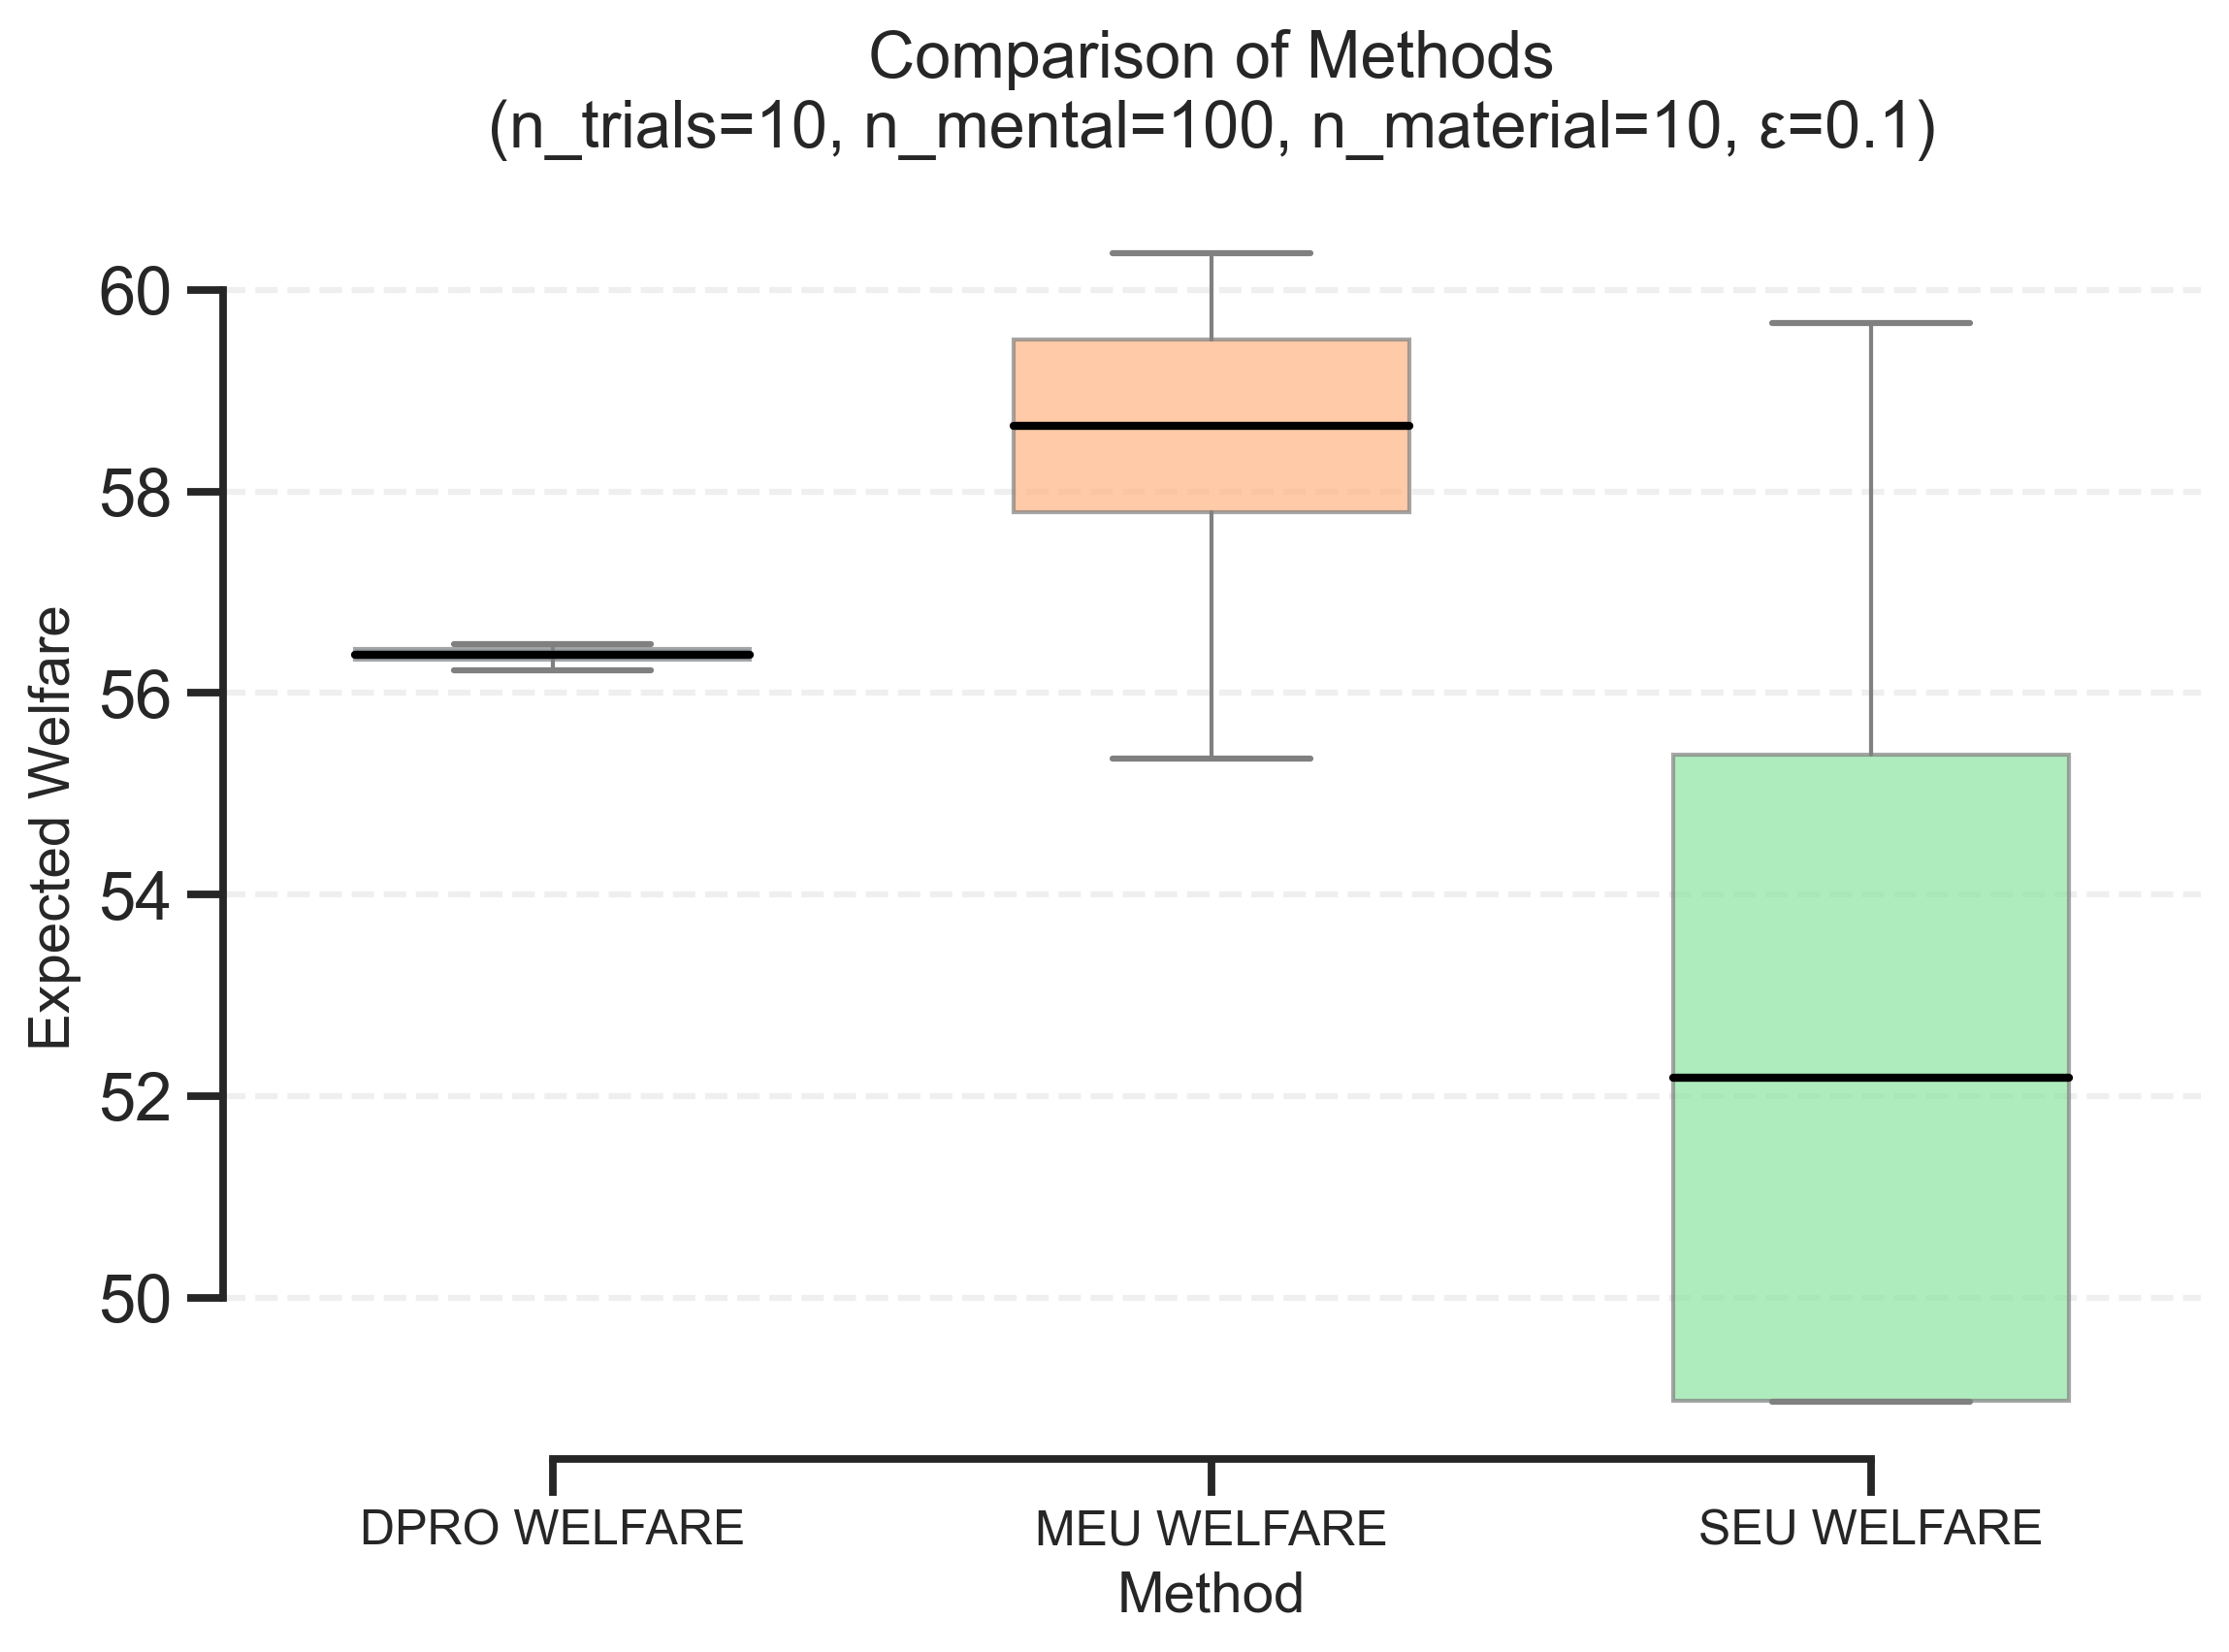 Comparison of Methods
(n_trials=10, n_mental=100, n_material=10, ε=0.1)
60
58
56
54
52
50
Expected Welfare
DPRO WELFARE
MEU WELFARE
SEU WELFARE
Method